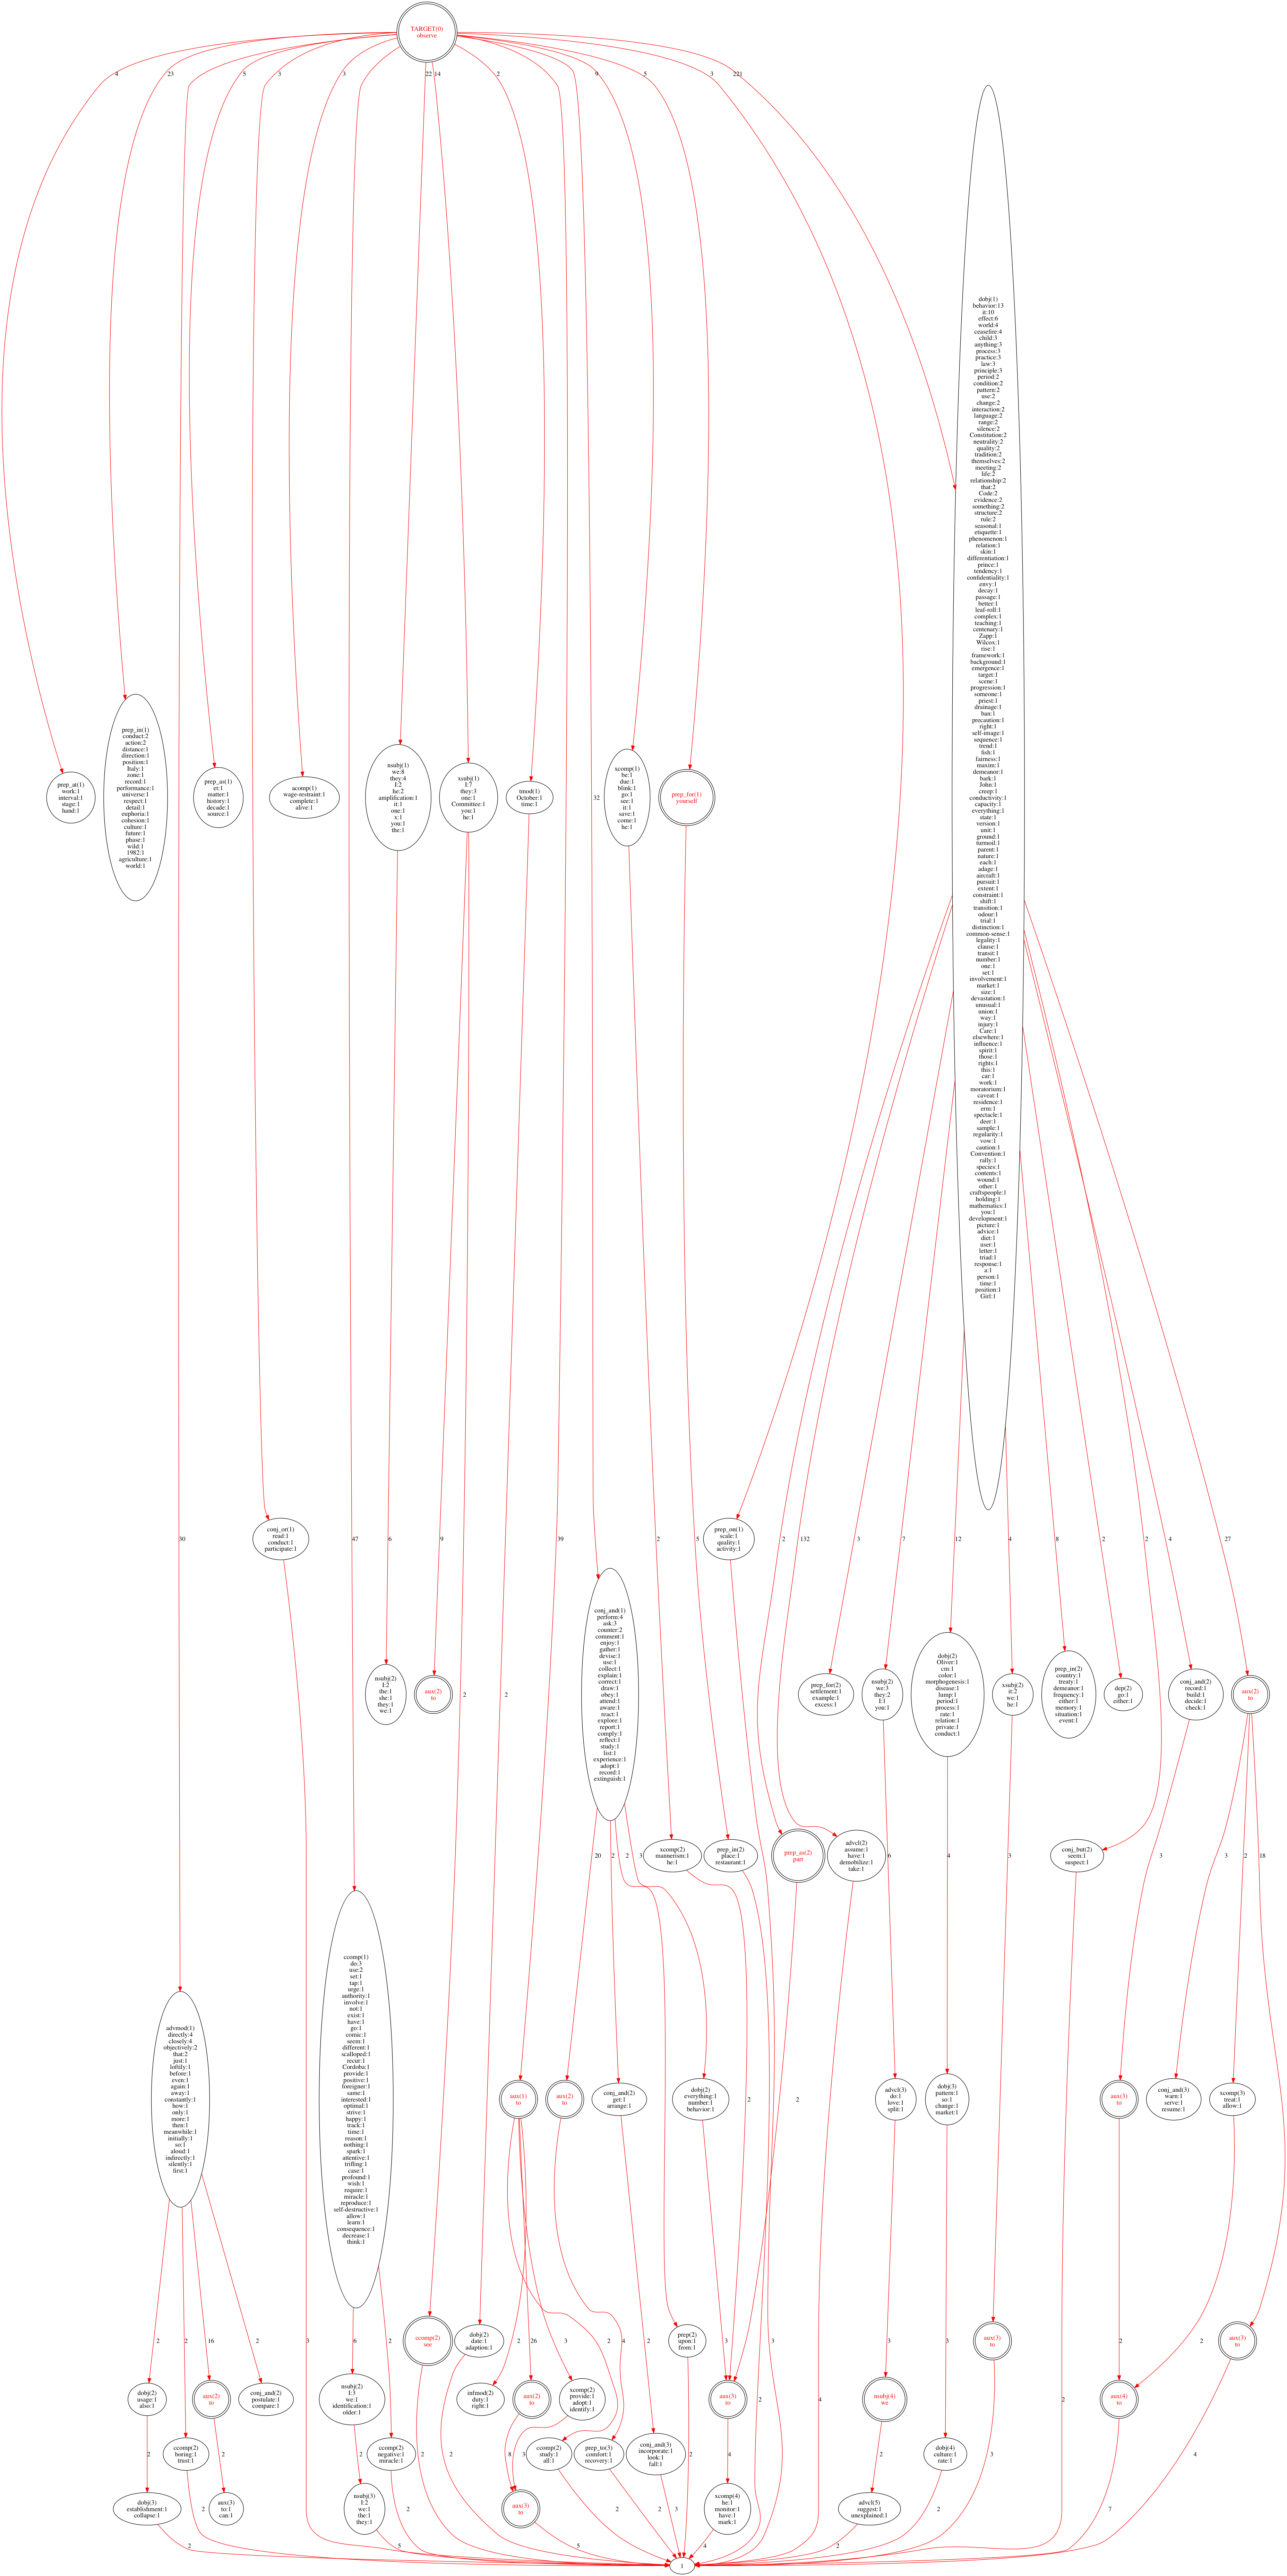 TARGET(0)
observe
4
23
5
3
3
22
14
2
9
5
3
221
dobj(1)
behavior:13
it:10
effect:6
world:4
ceasefire:4
child:3
anything:3
process:3
practice:3
law:3
principle:3
period:2
condition:2
pattern:2
use:2
change:2
interaction:2
language:2
range:2
silence:2
Constitution:2
neutrality:2
quality:2
tradition:2
themselves:2
meeting:2
life:2
relationship:2
that:2
Code:2
evidence:2
something:2
structure:2
rule:2
seasonal:1
etiquette:1
phenomenon:1
relation:1
skin:1
differentiation:1
prince:1
tendency:1
confidentiality:1
envy:1
decay:1
passage:1
better:1
leaf-roll:1
complex:1
teaching:1
centenary:1
Zapp:1
Wilcox:1
rise:1
framework:1
background:1
emergence:1
target:1
scene:1
progression:1
someone:1
priest:1
drainage:1
ban:1
precaution:1
right:1
self-image:1
sequence:1
trend:1
fish:1
fairness:1
maxim:1
demeanor:1
bark:1
John:1
creep:1
conductivity:1
capacity:1
everything:1
state:1
version:1
unit:1
ground:1
turmoil:1
parent:1
nature:1
each:1
adage:1
aircraft:1
pursuit:1
extent:1
constraint:1
shift:1
transition:1
odour:1
trial:1
distinction:1
common-sense:1
legality:1
clause:1
transit:1
number:1
one:1
set:1
involvement:1
market:1
size:1
devastation:1
unusual:1
union:1
way:1
injury:1
Care:1
elsewhere:1
influence:1
spirit:1
those:1
rights:1
this:1
car:1
work:1
moratorium:1
caveat:1
residence:1
erm:1
spectacle:1
deer:1
sample:1
regularity:1
vow:1
caution:1
Convention:1
rally:1
species:1
contents:1
wound:1
other:1
craftspeople:1
holding:1
mathematics:1
you:1
development:1
picture:1
advice:1
diet:1
user:1
letter:1
triad:1
response:1
a:1
person:1
time:1
position:1
Girl:1
prep_at(1)
work:1
interval:1
stage:1
hand:1
prep_in(1)
conduct:2
action:2
distance:1
direction:1
position:1
Italy:1
zone:1
record:1
performance:1
universe:1
respect:1
detail:1
euphoria:1
cohesion:1
culture:1
future:1
phase:1
wild:1
1982:1
agriculture:1
world:1
prep_as(1)
et:1
matter:1
history:1
decade:1
source:1
acomp(1)
wage-restraint:1
complete:1
alive:1
nsubj(1)
we:8
they:4
I:2
he:2
amplification:1
it:1
one:1
x:1
you:1
the:1
xsubj(1)
I:7
they:3
one:1
Committee:1
you:1
he:1
tmod(1)
October:1
time:1
32
xcomp(1)
be:1
due:1
blink:1
go:1
see:1
it:1
save:1
come:1
he:1
prep_for(1)
yourself
30
conj_or(1)
read:1
conduct:1
participate:1
47
6
9
2
39
2
5
prep_on(1)
scale:1
quality:1
activity:1
2
132
3
7
12
4
8
2
2
4
27
nsubj(2)
I:2
the:1
she:1
they:1
we:1
aux(2)
to
2
conj_and(1)
perform:4
ask:3
counter:2
comment:1
enjoy:1
gather:1
devise:1
use:1
collect:1
explain:1
correct:1
draw:1
obey:1
attend:1
aware:1
react:1
explore:1
report:1
comply:1
reflect:1
study:1
list:1
experience:1
adopt:1
record:1
extinguish:1
prep_for(2)
settlement:1
example:1
excess:1
nsubj(2)
we:3
they:2
I:1
you:1
dobj(2)
Oliver:1
cm:1
color:1
morphogenesis:1
disease:1
lump:1
period:1
process:1
rate:1
relation:1
private:1
conduct:1
xsubj(2)
it:2
we:1
he:1
prep_in(2)
country:1
treaty:1
demeanor:1
frequency:1
either:1
memory:1
situation:1
event:1
dep(2)
go:1
either:1
conj_and(2)
record:1
build:1
decide:1
check:1
aux(2)
to
20
2
2
3
xcomp(2)
mannerism:1
he:1
prep_in(2)
place:1
restaurant:1
prep_as(2)
part
advcl(2)
assume:1
have:1
demobilize:1
take:1
6
4
3
conj_but(2)
seem:1
suspect:1
3
3
2
18
advmod(1)
directly:4
closely:4
objectively:2
that:2
just:1
loftily:1
before:1
even:1
again:1
away:1
constantly:1
how:1
only:1
more:1
then:1
meanwhile:1
initially:1
so:1
aloud:1
indirectly:1
silently:1
first:1
ccomp(1)
do:3
use:2
set:1
tap:1
urge:1
authority:1
involve:1
not:1
exist:1
have:1
go:1
comic:1
seem:1
different:1
scalloped:1
recur:1
Cordoba:1
provide:1
positive:1
foreigner:1
same:1
interested:1
optimal:1
strive:1
happy:1
track:1
time:1
reason:1
nothing:1
spark:1
attentive:1
trifling:1
case:1
profound:1
wish:1
require:1
miracle:1
reproduce:1
self-destructive:1
allow:1
learn:1
consequence:1
decrease:1
think:1
aux(1)
to
aux(2)
to
conj_and(2)
get:1
arrange:1
dobj(2)
everything:1
number:1
behavior:1
2
2
advcl(3)
do:1
love:1
split:1
dobj(3)
pattern:1
so:1
change:1
market:1
aux(3)
to
conj_and(3)
warn:1
serve:1
resume:1
xcomp(3)
treat:1
allow:1
2
2
16
2
3
6
2
ccomp(2)
see
dobj(2)
date:1
adaption:1
2
26
3
2
4
2
prep(2)
upon:1
from:1
3
3
3
3
aux(3)
to
2
2
aux(3)
to
dobj(2)
usage:1
also:1
aux(2)
to
conj_and(2)
postulate:1
compare:1
nsubj(2)
I:3
we:1
identification:1
older:1
infmod(2)
duty:1
right:1
aux(2)
to
xcomp(2)
provide:1
adopt:1
identify:1
aux(3)
to
nsubj(4)
we
aux(4)
to
2
ccomp(2)
boring:1
trust:1
2
2
ccomp(2)
negative:1
miracle:1
2
2
8
3
ccomp(2)
study:1
all:1
prep_to(3)
comfort:1
recovery:1
conj_and(3)
incorporate:1
look:1
fall:1
2
4
2
3
4
2
dobj(4)
culture:1
rate:1
3
2
4
dobj(3)
establishment:1
collapse:1
2
aux(3)
to:1
can:1
nsubj(3)
I:2
we:1
the:1
they:1
2
aux(3)
to
2
2
3
xcomp(4)
he:1
monitor:1
have:1
mark:1
advcl(5)
suggest:1
unexplained:1
2
7
2
5
5
4
2
1